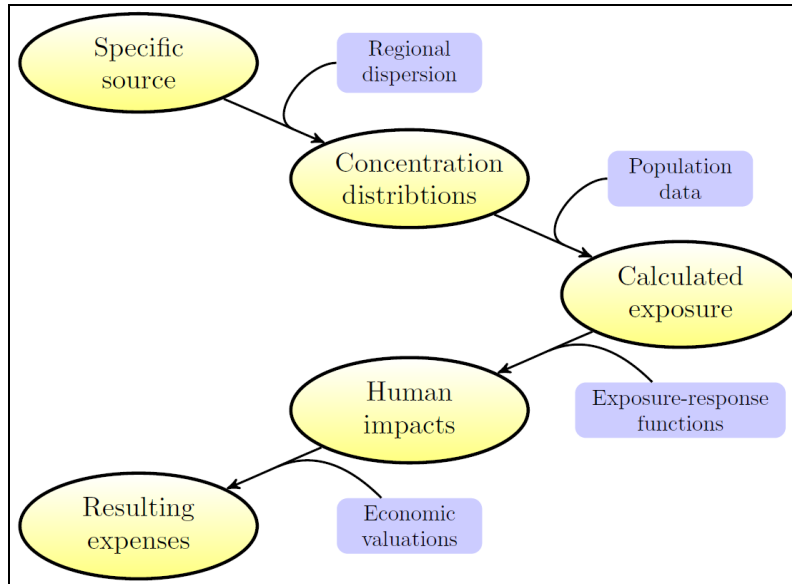 Specific
source
Regional
dispersion
Concentration
distribtions
Population
data
Calculated
exposure
Human
impacts
Exposure-response
functions
Resulting
expenses
Economic
valuations